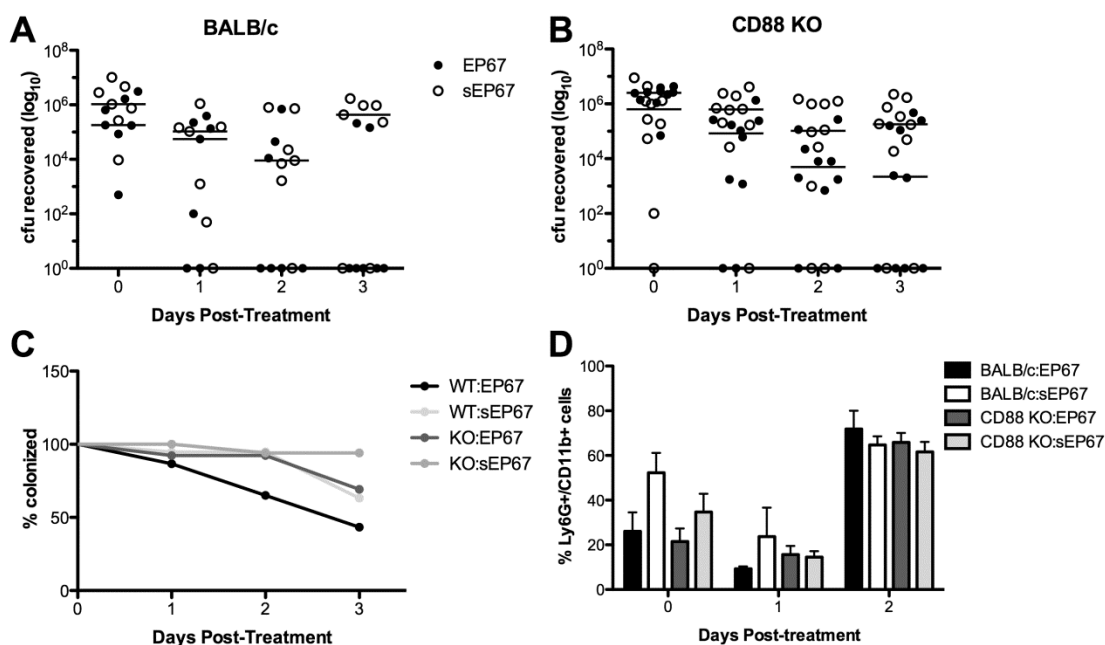 A
BALB/c
cfu recovered (log10)
10^8
10^6
10^4
10^2
10^0
0 1 2 3
Days Post-Treatment
EP67
sEP67
B
CD88 KO
cfu recovered (log10)
10^8
10^6
10^4
10^2
10^0
0 1 2 3
Days Post-Treatment
C
% colonized
150
100
50
0
0 1 2 3
Days Post-Treatment
WT:EP67
WT:sEP67
KO:EP67
KO:sEP67
D
% Ly6G+/CD11b+ cells
100
80
60
40
20
0
0 1 2
Days Post-treatment
BALB/c:EP67
BALB/c:sEP67
CD88 KO:EP67
CD88 KO:sEP67